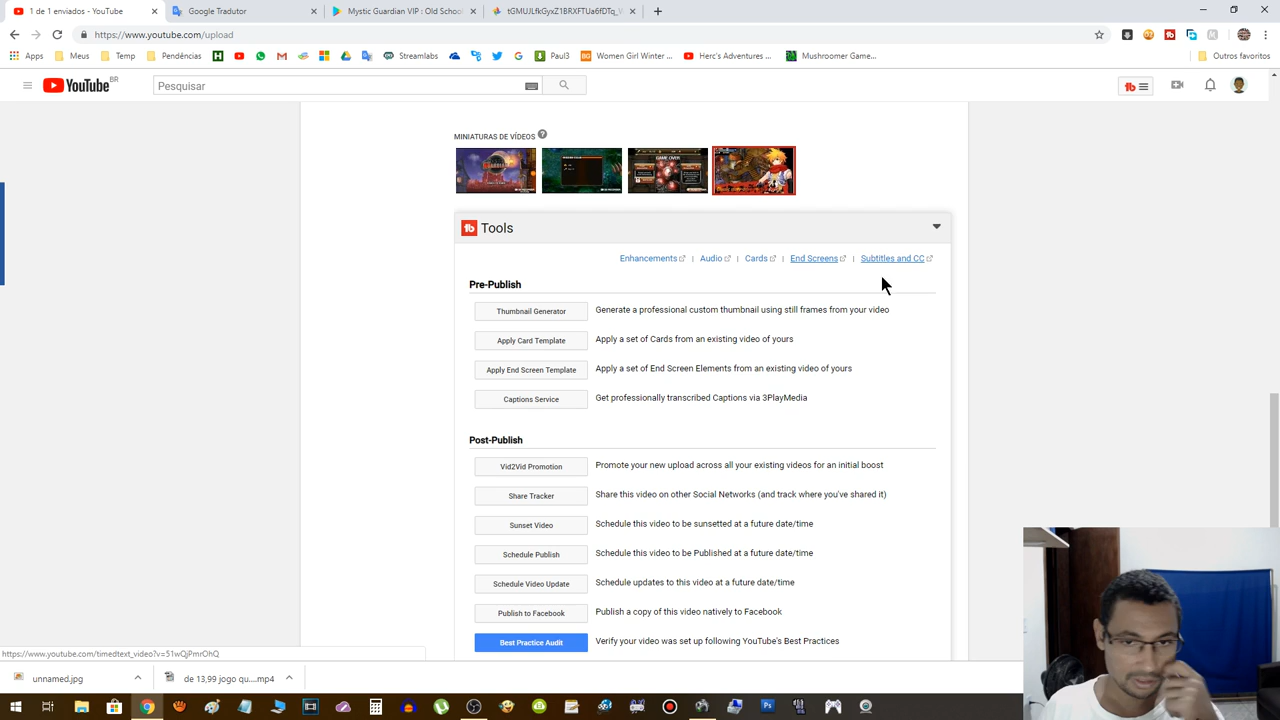 1 de 1 enviados - YouTube
Google Tradutor
Mystic Guardian VIP : Old School
tGMUJLfkGyxZ1BRXFTUa6fDTq_
https://www.youtube.com/upload
Apps
Meus
Temp
Pendências
Streamlabs
Paul3
Women Girl Winter ...
Herc's Adventures ...
Mushroomer Game...
Outros favoritos
YouTube BR
Pesquisar
MINIATURAS DE VÍDEOS
GAME OVER
Tools
Enhancements | Audio | Cards | End Screens | Subtitles and CC
Pre-Publish
Thumbnail Generator Generate a professional custom thumbnail using still frames from your video
Apply Card Template Apply a set of Cards from an existing video of yours
Apply End Screen Template Apply a set of End Screen Elements from an existing video of yours
Captions Service Get professionally transcribed Captions via 3PlayMedia
Post-Publish
Vid2Vid Promotion Promote your new upload across all your existing videos for an initial boost
Share Tracker Share this video on other Social Networks (and track where you've shared it)
Sunset Video Schedule this video to be sunsetted at a future date/time
Schedule Publish Schedule this video to be Published at a future date/time
Schedule Video Update Schedule updates to this video at a future date/time
Publish to Facebook Publish a copy of this video natively to Facebook
Best Practice Audit Verify your video was set up following YouTube's Best Practices
https://www.youtube.com/timedtext_video?v=51wQjPmrOhQ
unnamed.jpg
de 13,99 jogo qu....mp4